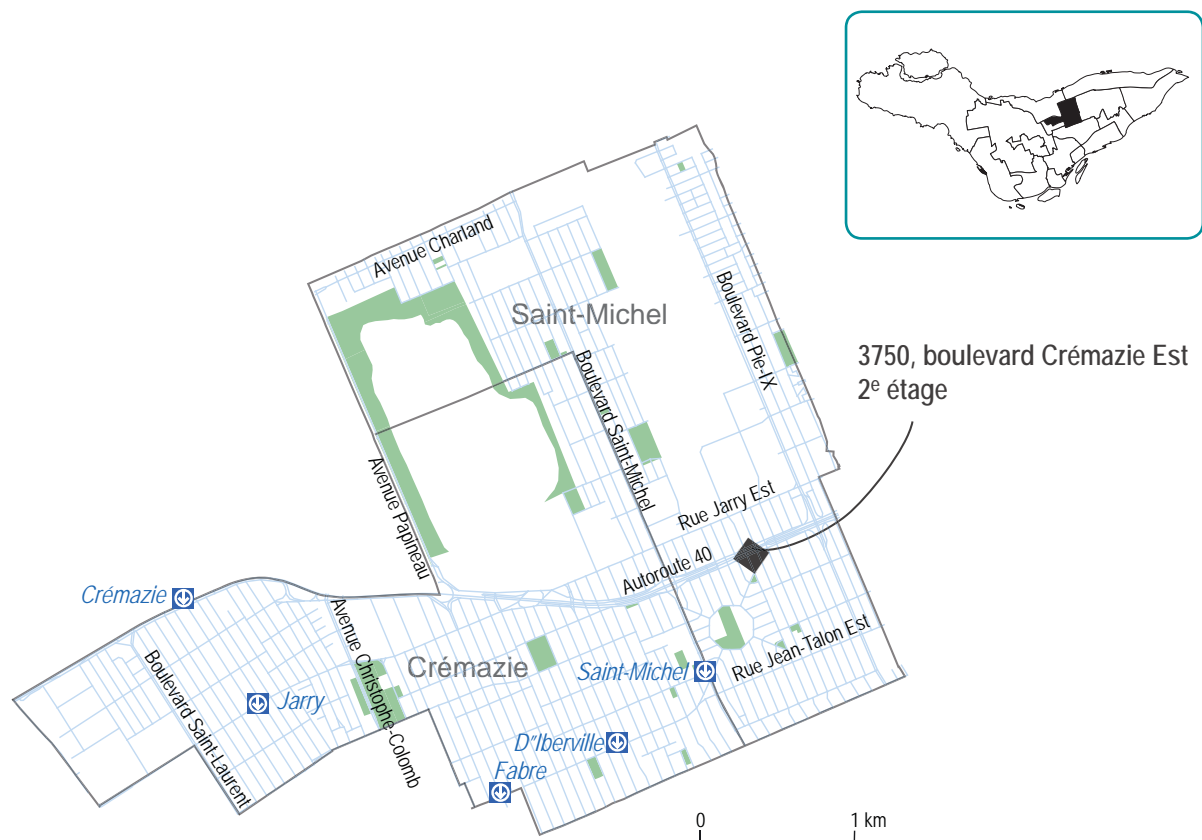 Avenue Charland
Saint-Michel
Boulevard Pie-IX
3750, boulevard Crémazie Est
2e étage
Boulevard Saint-Michel
Avenue Papineau
Rue Jarry Est
Autoroute 40
Crémazie
Avenue Christophe-Colomb
Boulevard Saint-Laurent
Crémazie
Saint-Michel
Rue Jean-Talon Est
Jarry
D"Iberville
Fabre
0
1 km